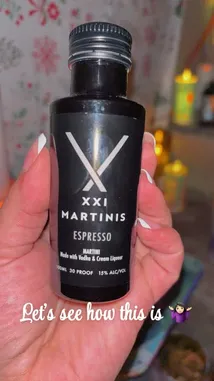 XXI
MARTINIS
ESPRESSO
MARTINI
Made with Vodka & Cream Liqueur
30 PROOF 15% ALC/VOL
Let's see how this is 🤷🏻‍♀️